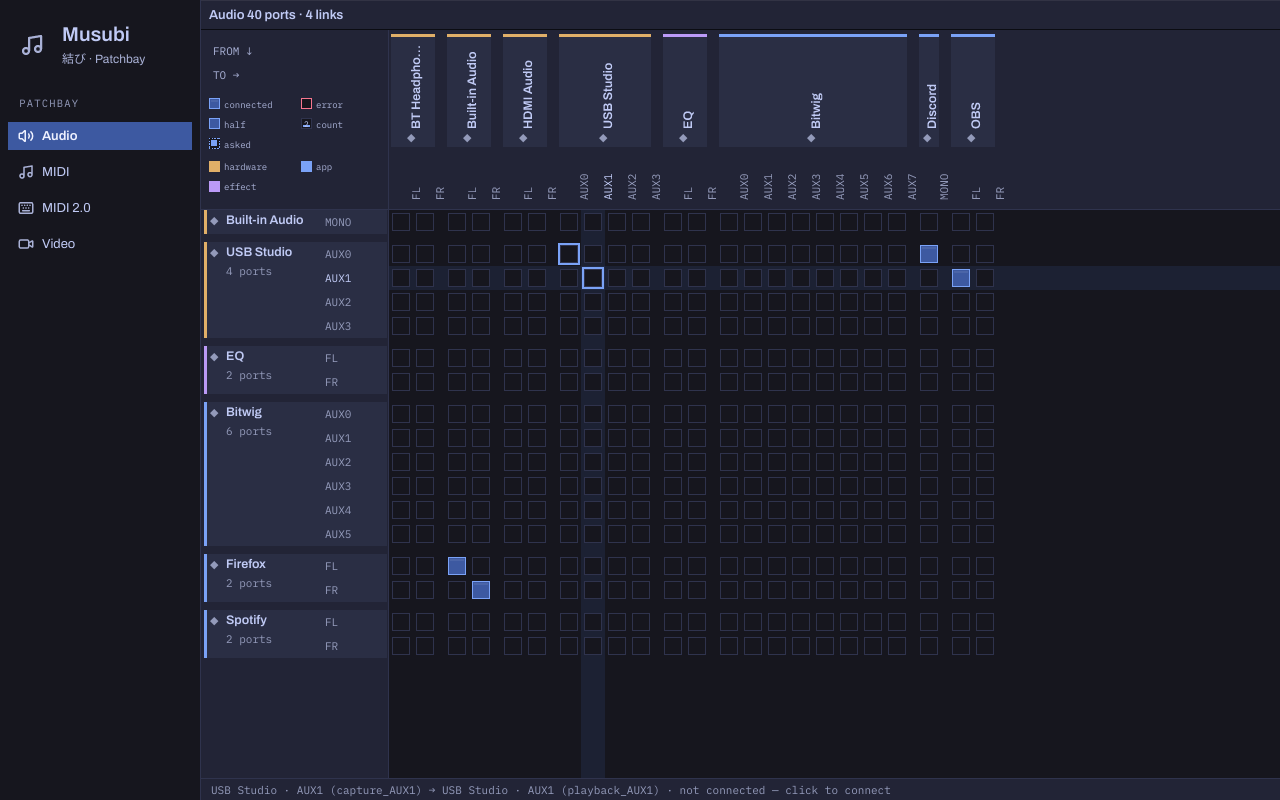 Musubi
結び · Patchbay
PATCHBAY
Audio
MIDI
MIDI 2.0
Video
Audio 40 ports · 4 links
FROM ↓
TO →
connected
error
half
count
asked
hardware
app
effect
BT Headpho…
Built-in Audio
HDMI Audio
USB Studio
EQ
Bitwig
Discord
OBS
FL
FR
FL
FR
FL
FR
AUX0
AUX1
AUX2
AUX3
FL
FR
AUX0
AUX1
AUX2
AUX3
AUX4
AUX5
AUX6
AUX7
MONO
FL
FR
Built-in Audio MONO
USB Studio AUX0
4 ports
AUX1
AUX2
AUX3
EQ FL
2 ports
FR
Bitwig AUX0
6 ports
AUX1
AUX2
AUX3
AUX4
AUX5
Firefox FL
2 ports FR
Spotify FL
2 ports FR
USB Studio · AUX1 (capture_AUX1) → USB Studio · AUX1 (playback_AUX1) · not connected — click to connect